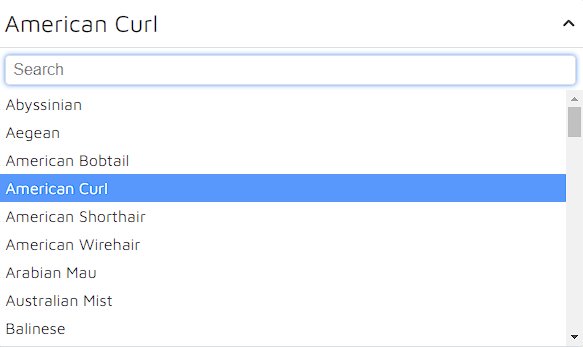 American Curl
Search
Abyssinian
Aegean
American Bobtail
American Curl
American Shorthair
American Wirehair
Arabian Mau
Australian Mist
Balinese